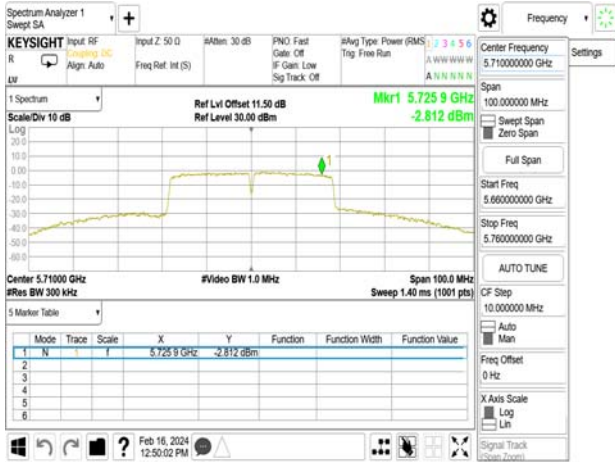 Spectrum Analyzer 1
Swept SA
Frequency
KEYSIGHT
Input: RF
Coupling: DC
Align: Auto
Input Z: 50 Ω
Freq Ref: Int (S)
#Atten: 30 dB
PNO: Fast
Gate: Off
IF Gain: Low
Sig Track: Off
#Avg Type: Power (RMS
Trig: Free Run
1 2 3 4 5 6
A W W W W W
A N N N N N
R
Center Frequency
5.710000000 GHz
Settings
1 Spectrum
Scale/Div 10 dB
Ref Lvl Offset 11.50 dB
Ref Level 30.00 dBm
Mkr1 5.725 9 GHz
-2.812 dBm
Log
20.0
10.0
0.00
-10.0
-20.0
-30.0
-40.0
-50.0
-60.0
1
Center 5.71000 GHz
#Res BW 300 kHz
#Video BW 1.0 MHz
Span 100.0 MHz
Sweep 1.40 ms (1001 pts)
Span
100.000000 MHz
Swept Span
Zero Span
Full Span
Start Freq
5.660000000 GHz
Stop Freq
5.760000000 GHz
AUTO TUNE
CF Step
10.000000 MHz
Auto
Man
Freq Offset
0 Hz
X Axis Scale
Log
Lin
Signal Track
(Span Zoom)
5 Marker Table
Mode Trace Scale X Y Function Function Width Function Value
1 N 1 f 5.725 9 GHz -2.812 dBm
2
3
4
5
6
?
Feb 16, 2024
12:50:02 PM